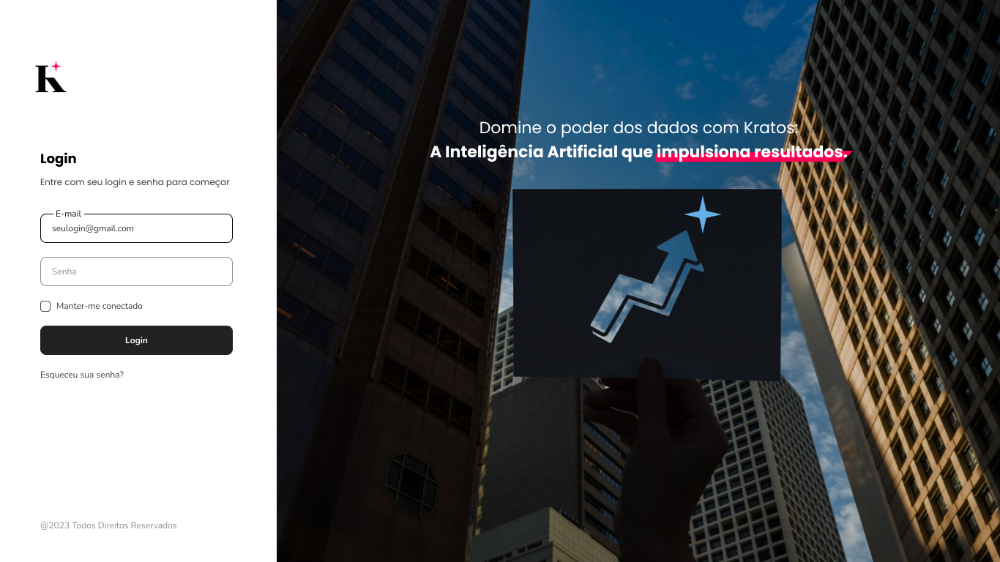 K
Login
Entre com seu login e senha para começar
E-mail
seulogin@gmail.com
Senha
Manter-me conectado
Login
Esqueceu sua senha?
@2023 Todos Direitos Reservados
Domine o poder dos dados com Kratos:
A Inteligência Artificial que impulsiona resultados.